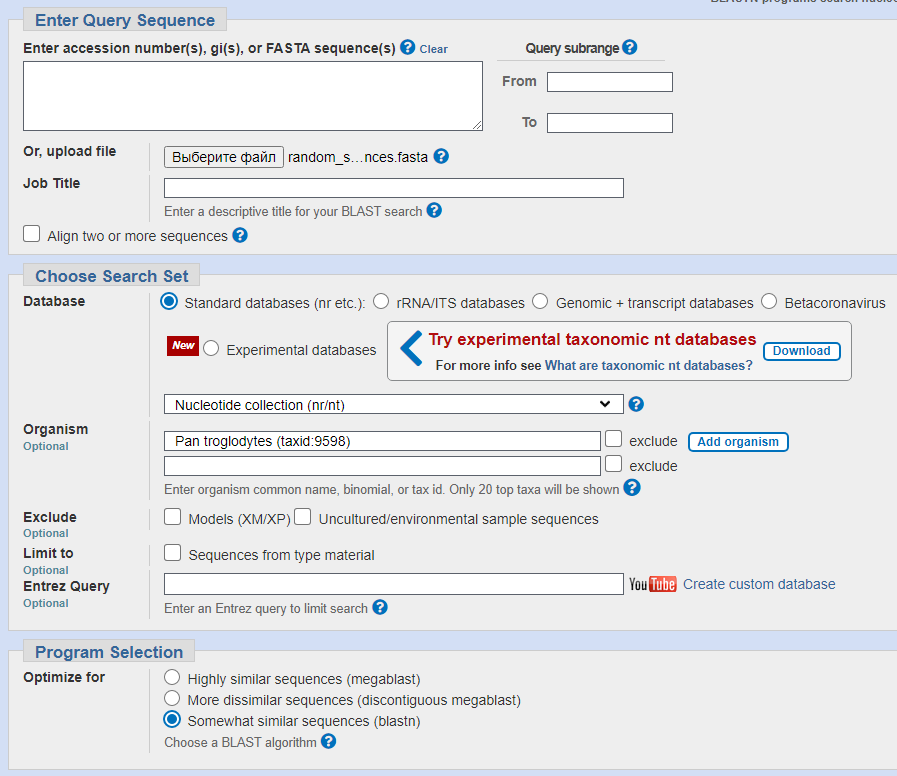 Enter Query Sequence
Enter accession number(s), gi(s), or FASTA sequence(s) ? Clear
Query subrange ?
From
To
Or, upload file
Выберите файл random_s...nces.fasta ?
Job Title
Enter a descriptive title for your BLAST search ?
Align two or more sequences ?
Choose Search Set
Database
Standard databases (nr etc.): rRNA/ITS databases Genomic + transcript databases Betacoronavirus
New Experimental databases
Try experimental taxonomic nt databases
Download
For more info see What are taxonomic nt databases?
Nucleotide collection (nr/nt) ?
Organism
Optional
Pan troglodytes (taxid:9598) exclude Add organism
exclude
Enter organism common name, binomial, or tax id. Only 20 top taxa will be shown ?
Exclude
Optional
Models (XM/XP) Uncultured/environmental sample sequences
Limit to
Optional
Sequences from type material
Entrez Query
Optional
YouTube Create custom database
Enter an Entrez query to limit search ?
Program Selection
Optimize for
Highly similar sequences (megablast)
More dissimilar sequences (discontiguous megablast)
Somewhat similar sequences (blastn)
Choose a BLAST algorithm ?